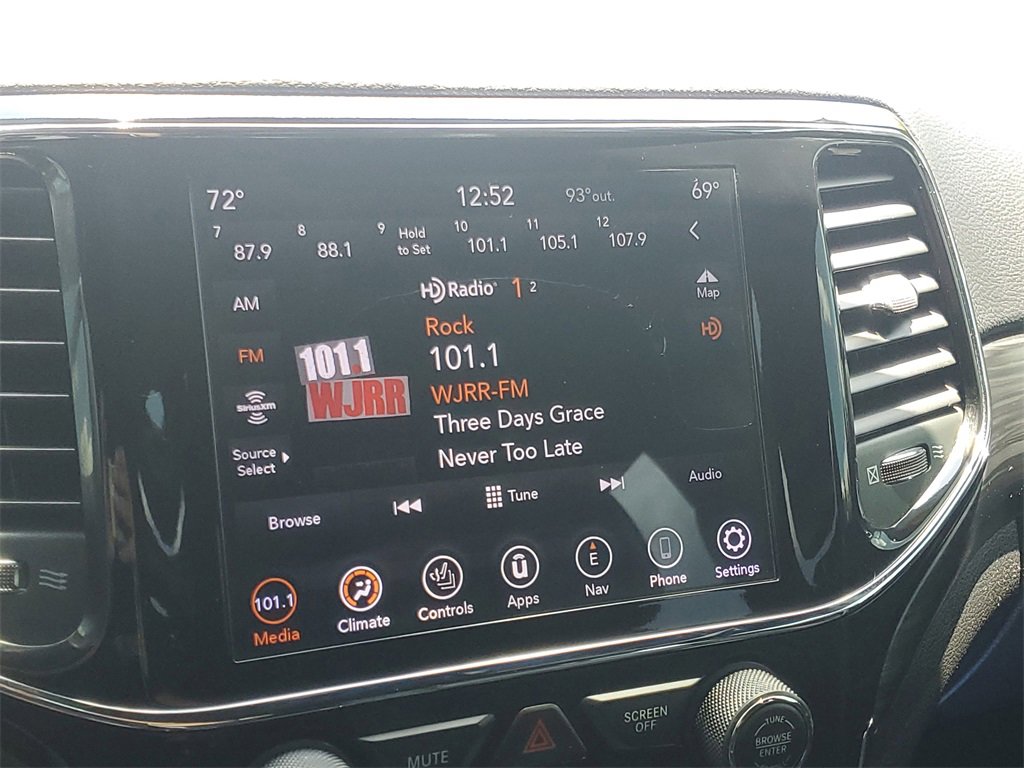 72° 12:52 93° out. 69°
7 87.9 8 88.1 9 Hold to Set 10 101.1 11 105.1 12 107.9
AM
HD Radio 1 2
Map
Rock
HD
FM
101.1
101.1
WJRR
WJRR-FM
SiriusXM
Three Days Grace
Source
Select
Never Too Late
Browse
Tune
Audio
101.1
Media
Climate
Controls
u
Apps
E
Nav
Phone
Settings
MUTE
SCREEN
OFF
TUNE
BROWSE
ENTER